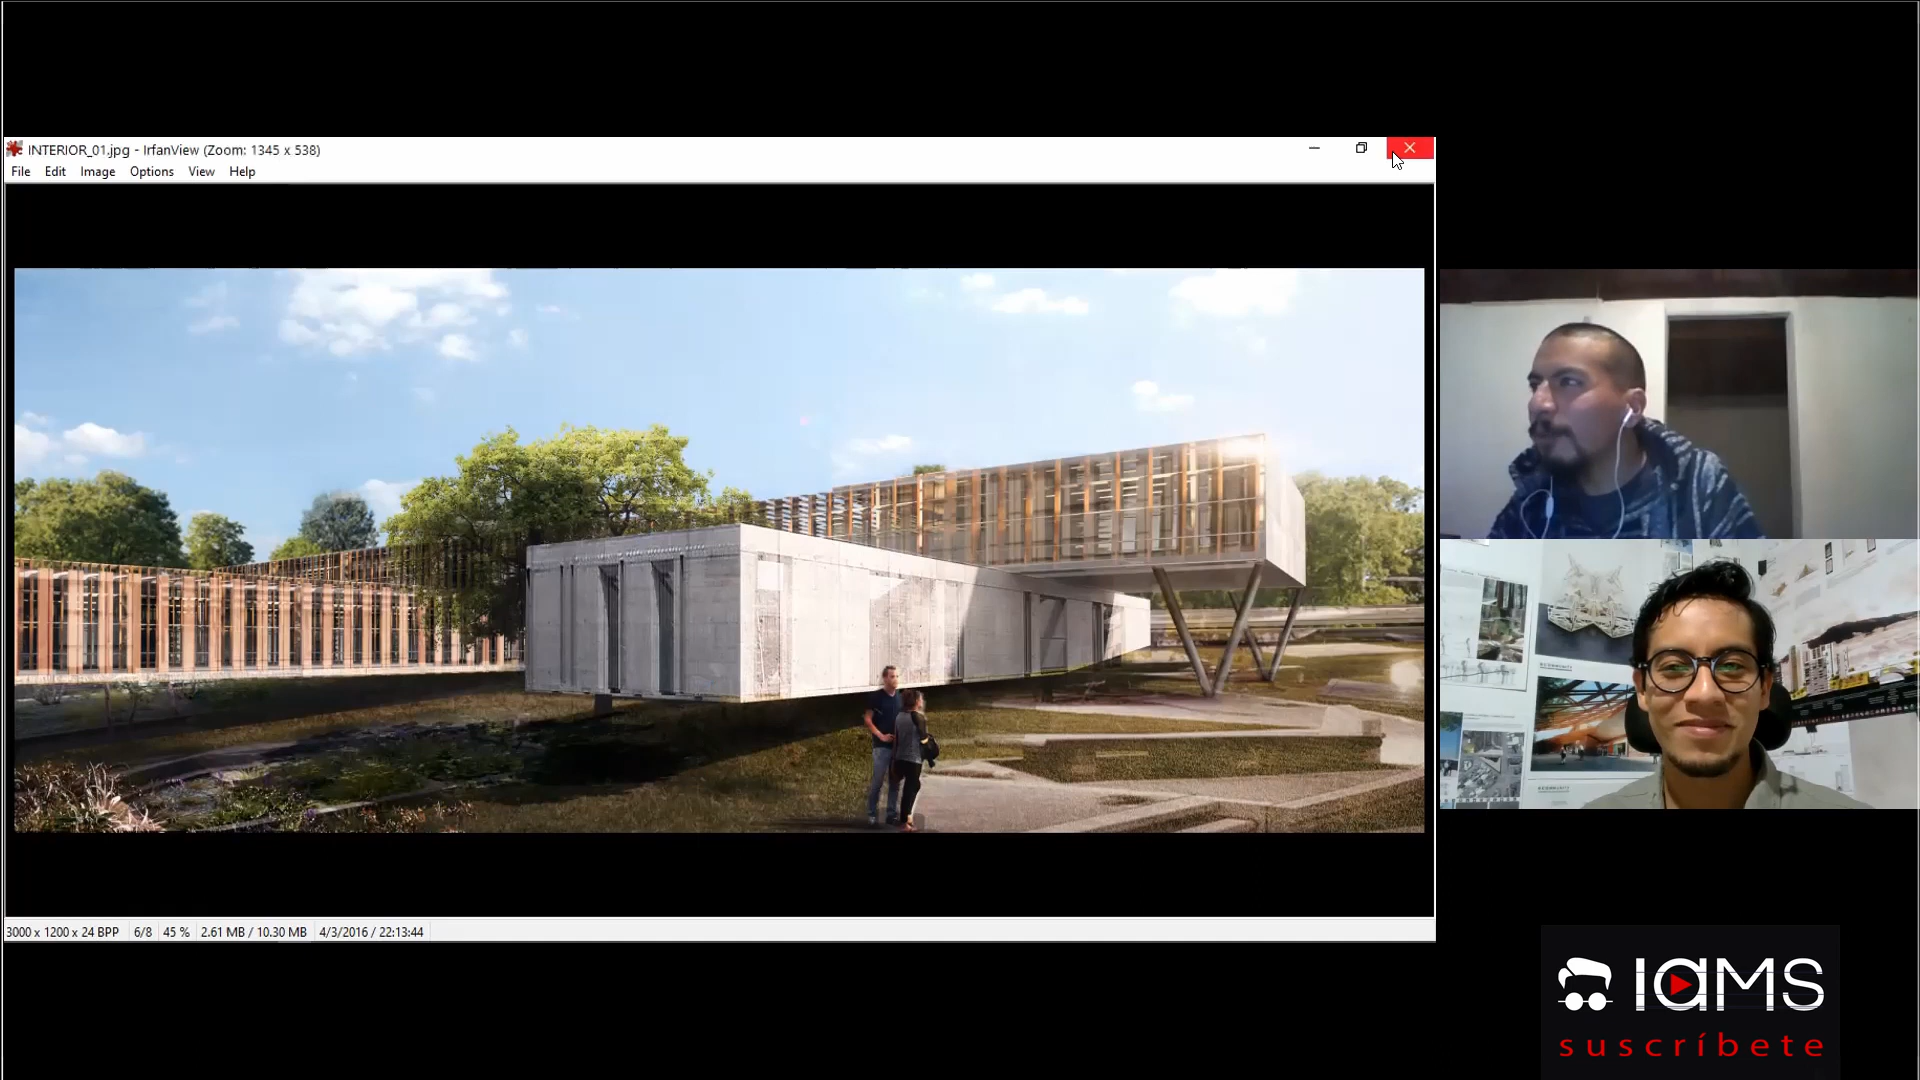 INTERIOR_01.jpg - IrfanView (Zoom: 1345 x 538)
File Edit Image Options View Help
3000 x 1200 x 24 BPP 6/8 45 % 2.61 MB / 10.30 MB 4/3/2016 / 22:13:44
IaMS
suscríbete